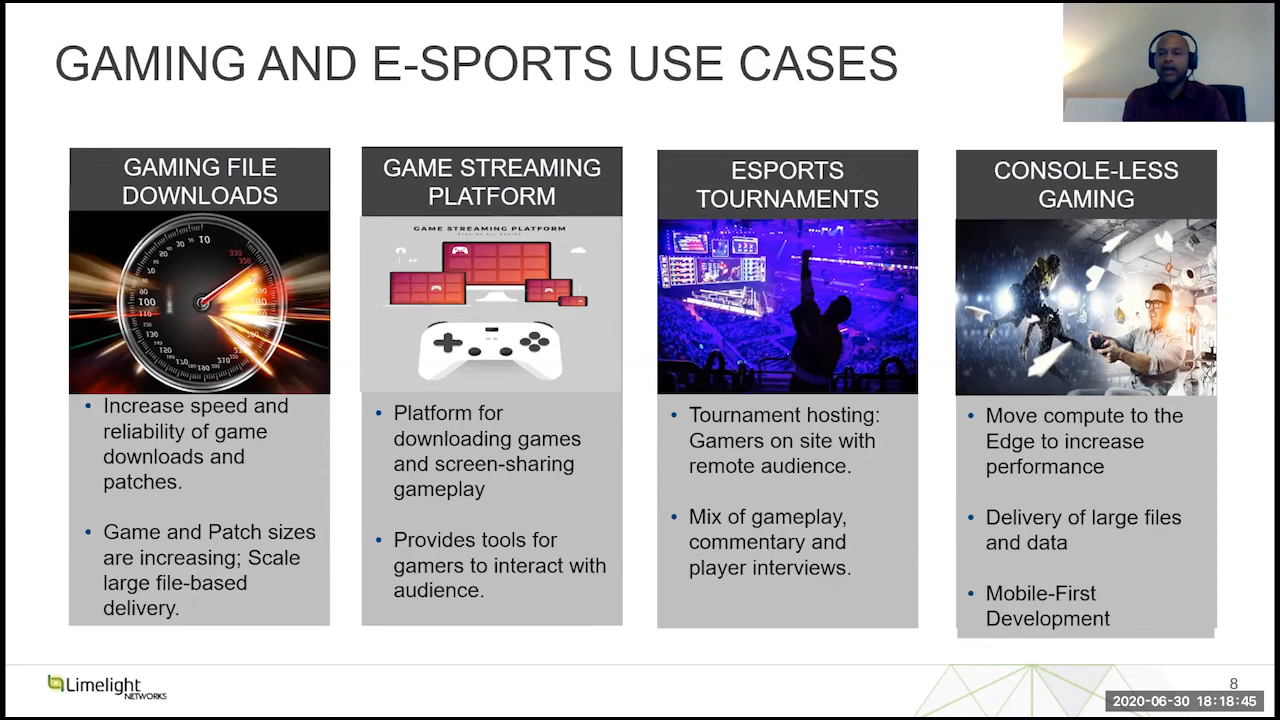 GAMING AND E-SPORTS USE CASES
GAMING FILE
DOWNLOADS
• Increase speed and
reliability of game
downloads and
patches.
• Game and Patch sizes
are increasing; Scale
large file-based
delivery.
GAME STREAMING
PLATFORM
GAME STREAMING PLATFORM
• Platform for
downloading games
and screen-sharing
gameplay
• Provides tools for
gamers to interact with
audience.
ESPORTS
TOURNAMENTS
• Tournament hosting:
Gamers on site with
remote audience.
• Mix of gameplay,
commentary and
player interviews.
CONSOLE-LESS
GAMING
• Move compute to the
Edge to increase
performance
• Delivery of large files
and data
• Mobile-First
Development
Limelight
NETWORKS
8
2020-06-30 18:18:45